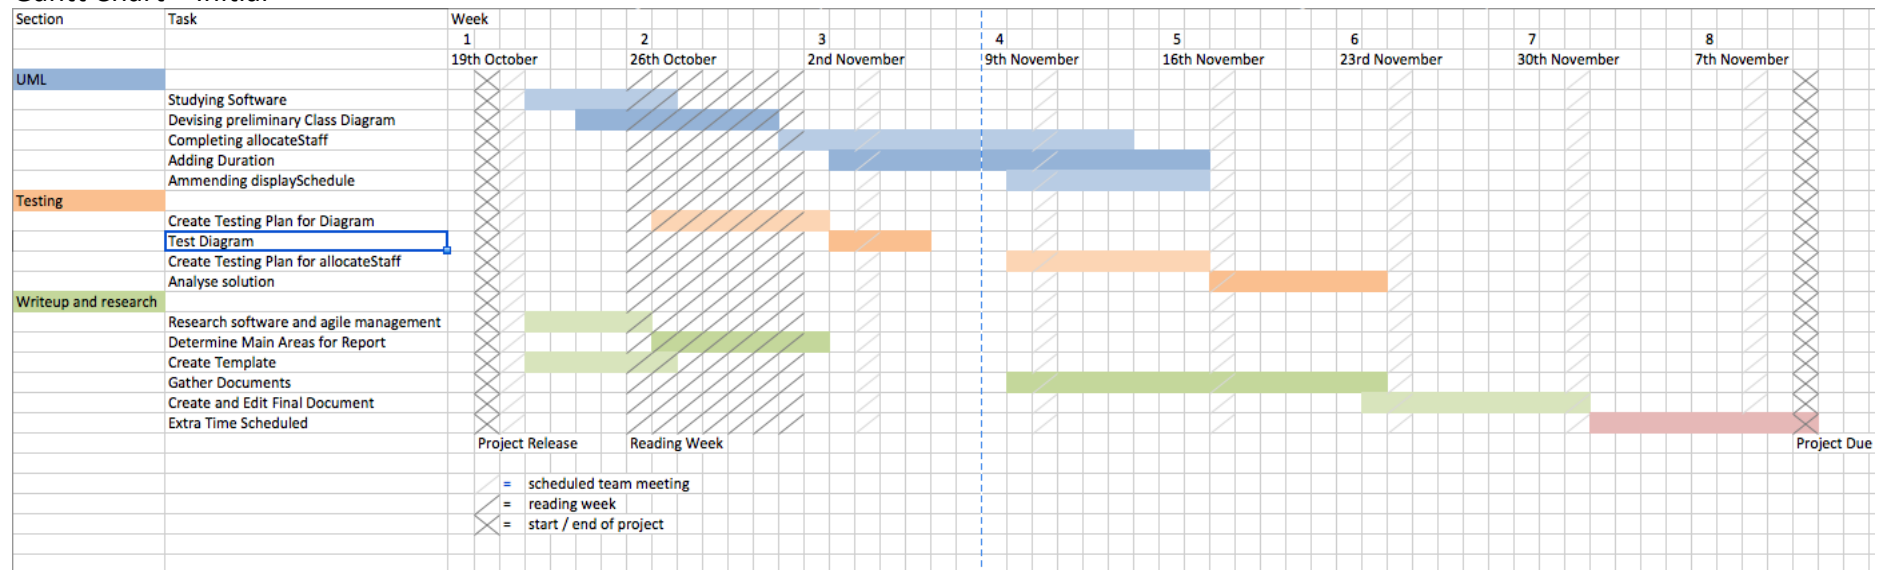 Gantt Chart – Initial
Section Task Week
1 2 3 4 5 6 7 8
19th October 26th October 2nd November 9th November 16th November 23rd November 30th November 7th November
UML
Studying Software
Devising preliminary Class Diagram
Completing allocateStaff
Adding Duration
Ammending displaySchedule
Testing
Create Testing Plan for Diagram
Test Diagram
Create Testing Plan for allocateStaff
Analyse solution
Writeup and research
Research software and agile management
Determine Main Areas for Report
Create Template
Gather Documents
Create and Edit Final Document
Extra Time Scheduled
Project Release Reading Week Project Due
= scheduled team meeting
= reading week
= start / end of project